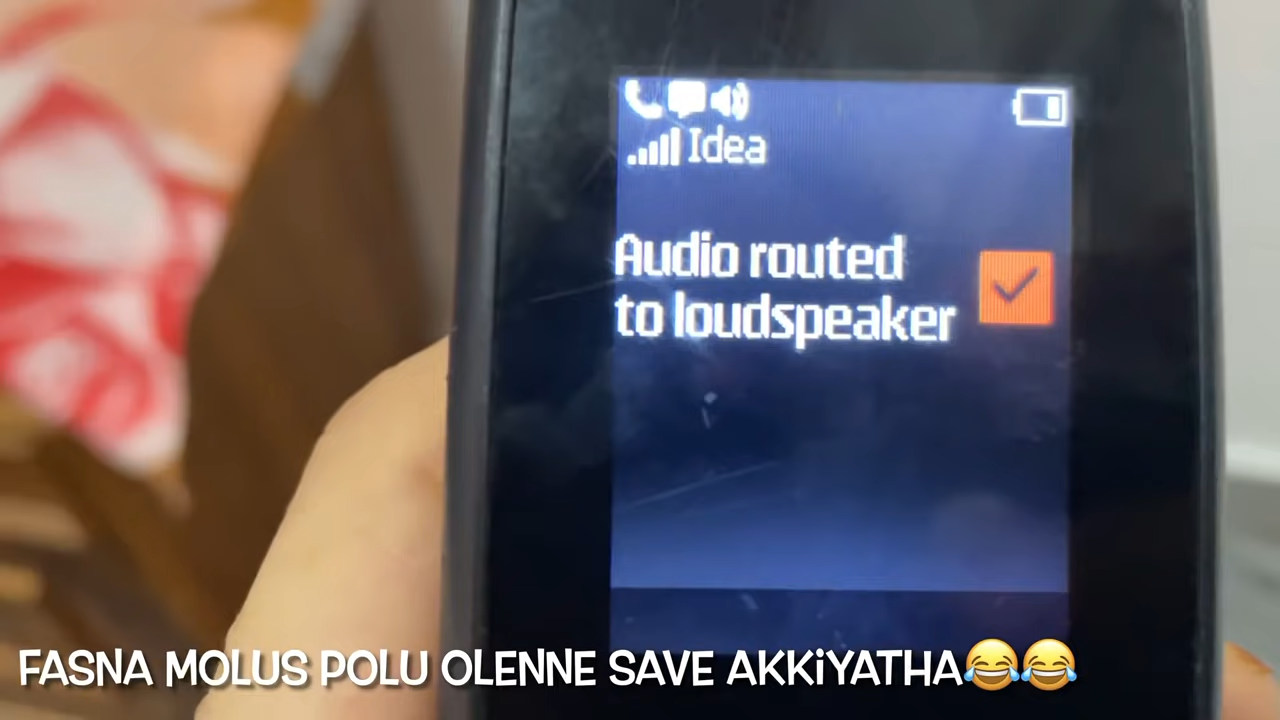 Idea
Audio routed
to loudspeaker
FASNA MOLUS POLU OLENNE SAVE AKKiYATHA😂😂